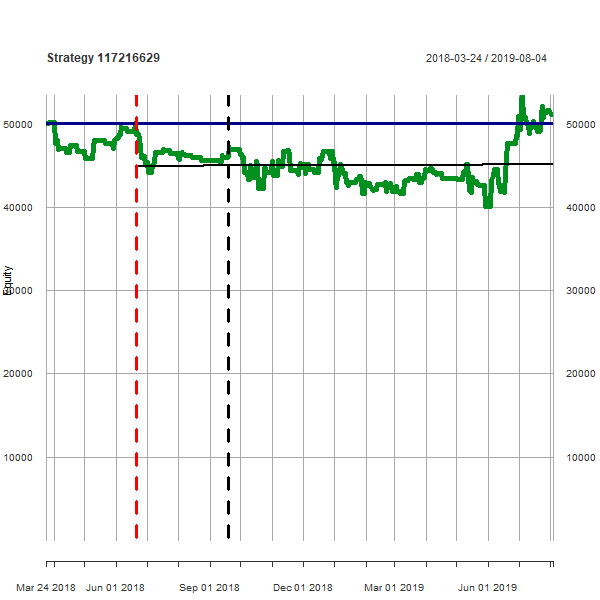 Strategy 117216629
2018-03-24 / 2019-08-04
50000
50000
40000
40000
Equity
30000
30000
20000
20000
10000
10000
Mar 24 2018
Jun 01 2018
Sep 01 2018
Dec 01 2018
Mar 01 2019
Jun 01 2019